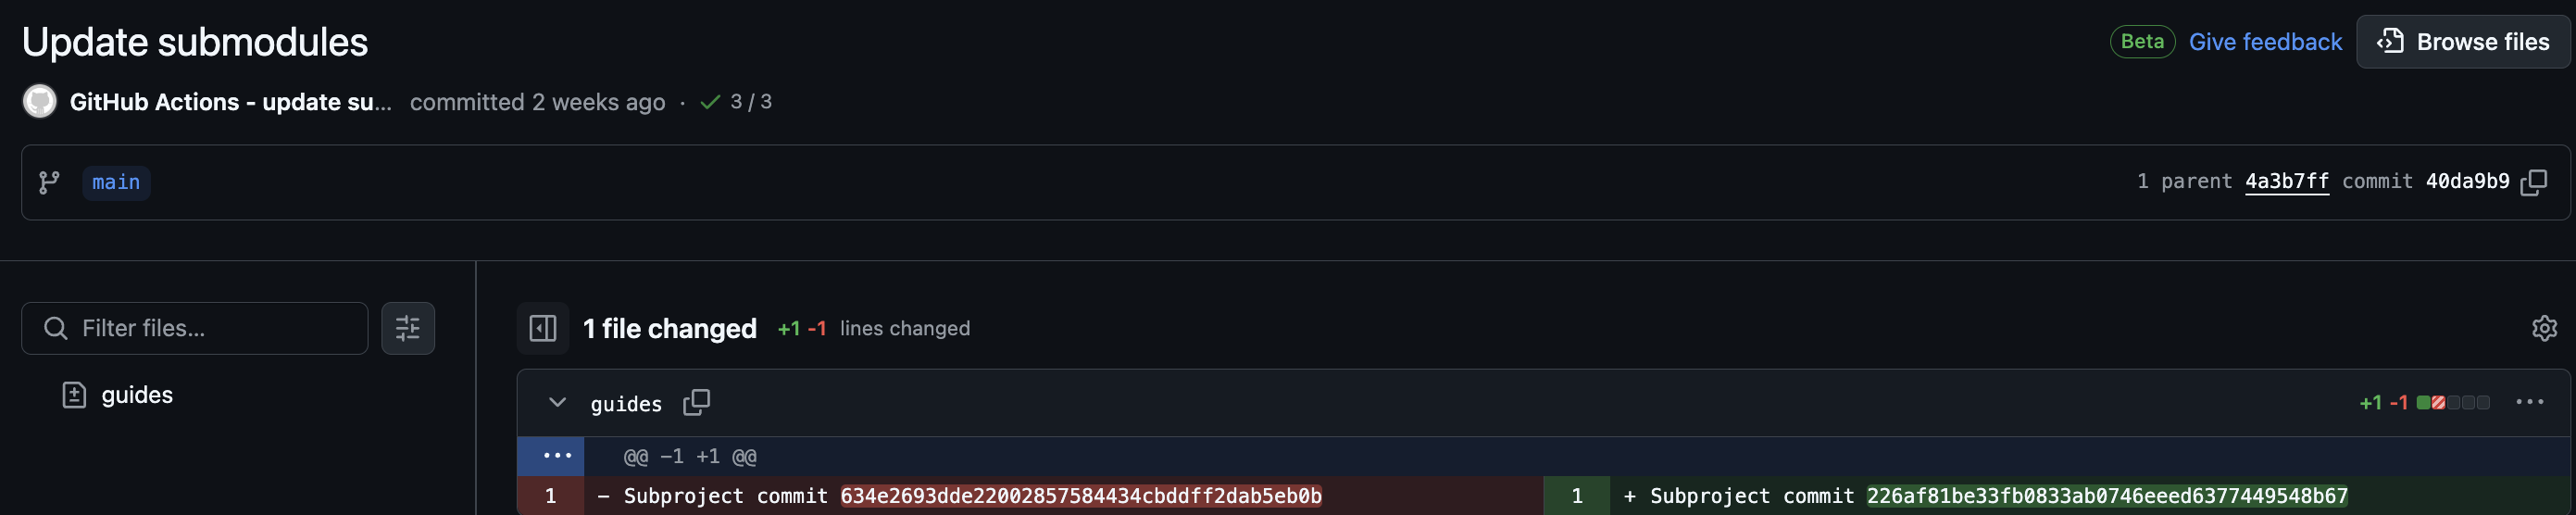 Update submodules
Beta Give feedback Browse files
GitHub Actions - update su... committed 2 weeks ago · 3 / 3
main
1 parent 4a3b7ff commit 40da9b9
Filter files...
guides
1 file changed +1 -1 lines changed
guides
+1 -1
@@ -1 +1 @@
1 - Subproject commit 634e2693dde22002857584434cbddff2dab5eb0b
1 + Subproject commit 226af81be33fb0833ab0746eeed6377449548b67